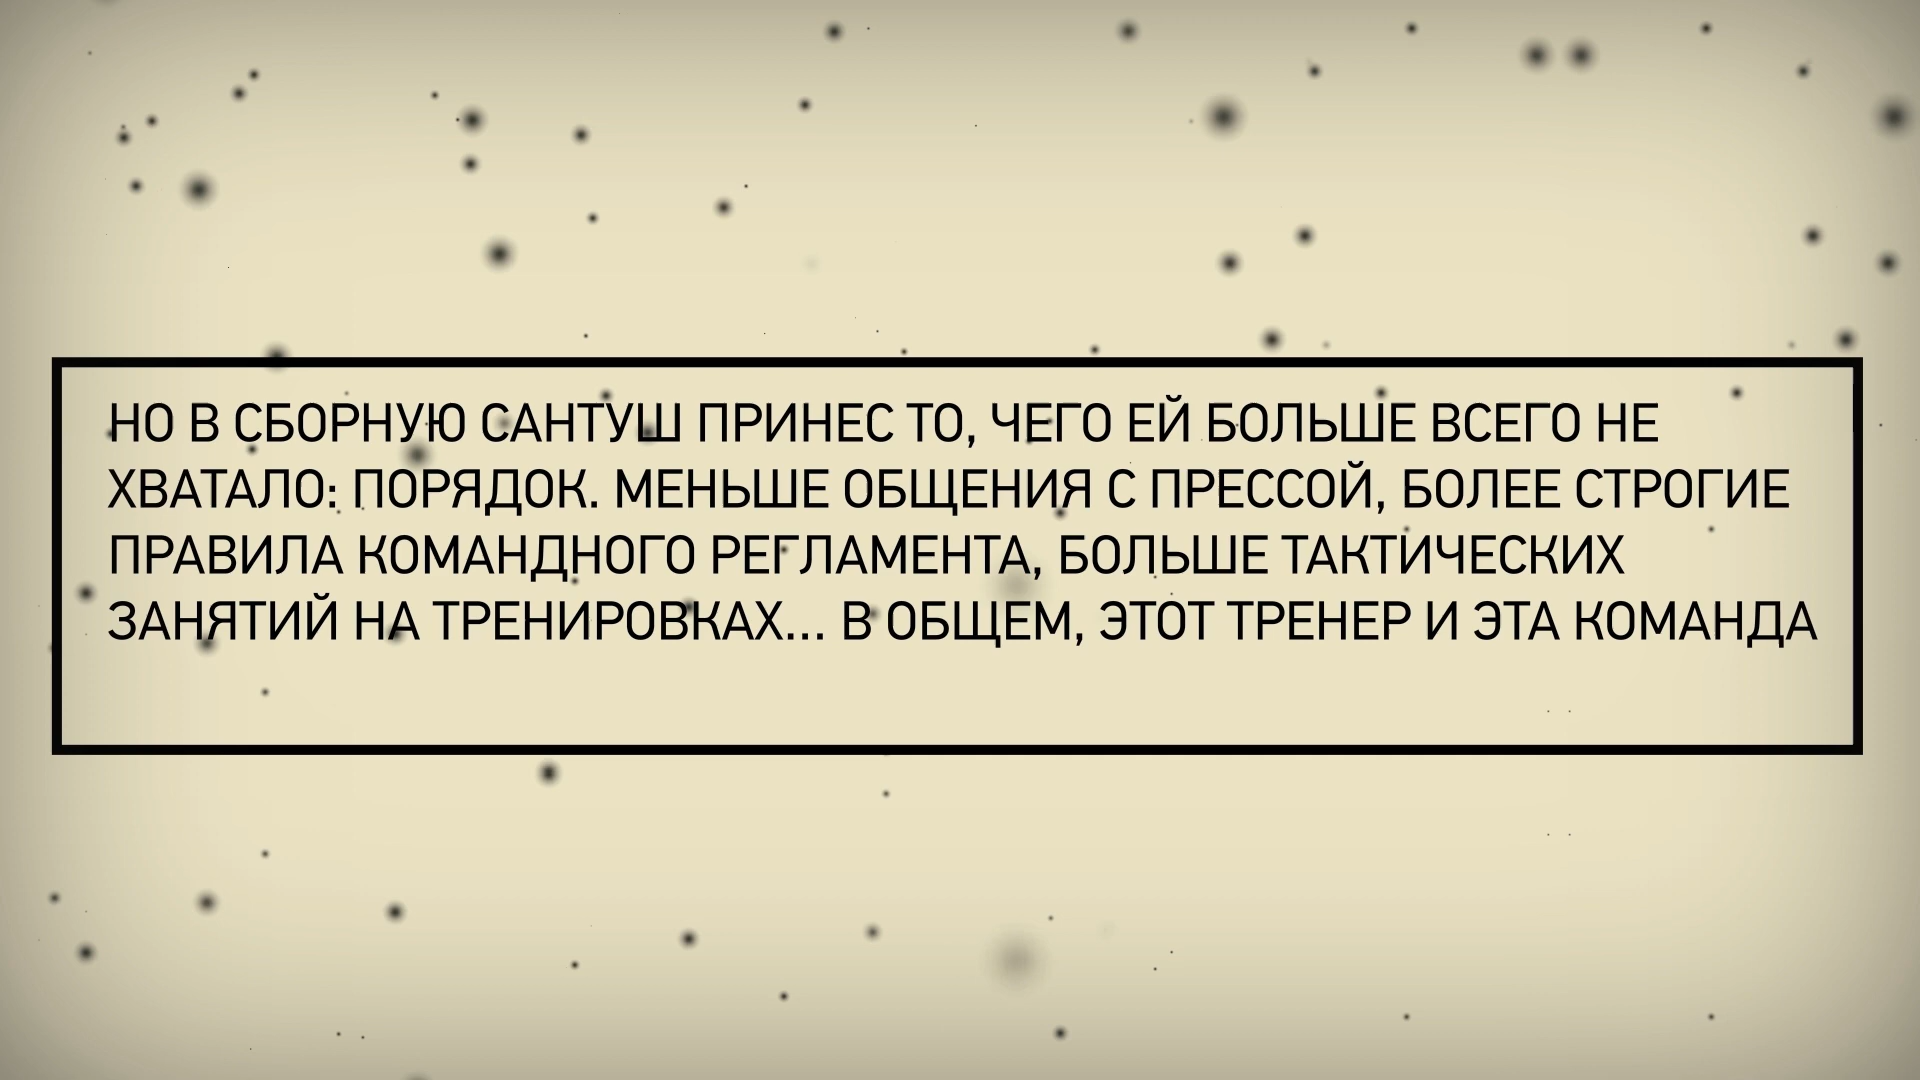 НО В СБОРНУЮ САНТУШ ПРИНЕС ТО, ЧЕГО ЕЙ БОЛЬШЕ ВСЕГО НЕ
ХВАТАЛО: ПОРЯДОК. МЕНЬШЕ ОБЩЕНИЯ С ПРЕССОЙ, БОЛЕЕ СТРОГИЕ
ПРАВИЛА КОМАНДНОГО РЕГЛАМЕНТА, БОЛЬШЕ ТАКТИЧЕСКИХ
ЗАНЯТИЙ НА ТРЕНИРОВКАХ... В ОБЩЕМ, ЭТОТ ТРЕНЕР И ЭТА КОМАНДА